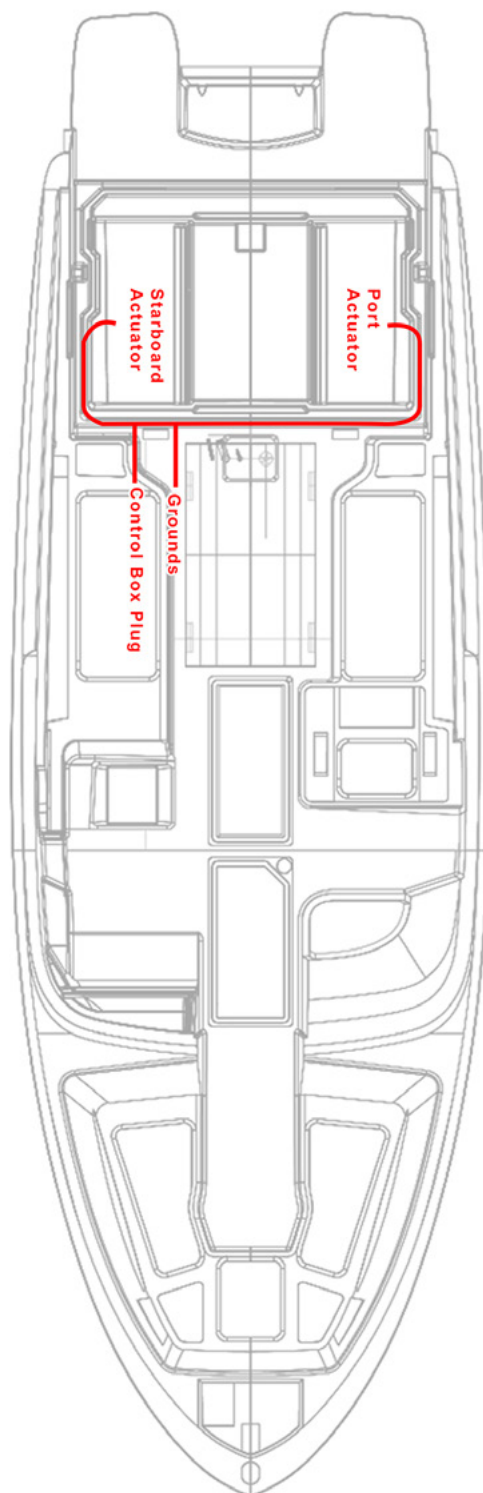 Port
Actuator
Starboard
Actuator
Grounds
Control Box Plug